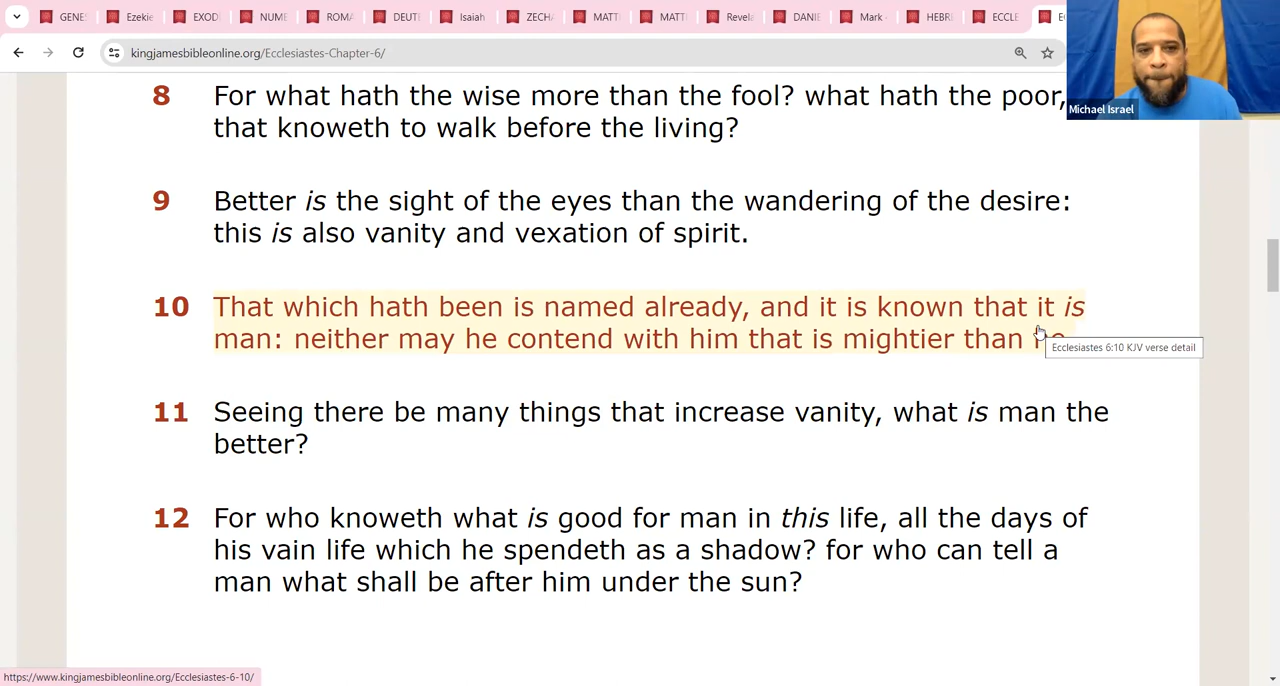 GENE
Ezekie
EXOD
NUME
ROMA
DEUT
Isaiah
ZECHA
MATT
MATT
Revela
DANIE
Mark
HEBRE
ECCLE
kingjamesbibleonline.org/Ecclesiastes-Chapter-6/
Michael Israel
8 For what hath the wise more than the fool? what hath the poor,
that knoweth to walk before the living?
9 Better is the sight of the eyes than the wandering of the desire:
this is also vanity and vexation of spirit.
10 That which hath been is named already, and it is known that it is
man: neither may he contend with him that is mightier than
Ecclesiastes 6:10 KJV verse detail
11 Seeing there be many things that increase vanity, what is man the
better?
12 For who knoweth what is good for man in this life, all the days of
his vain life which he spendeth as a shadow? for who can tell a
man what shall be after him under the sun?
https://www.kingjamesbibleonline.org/Ecclesiastes-6-10/